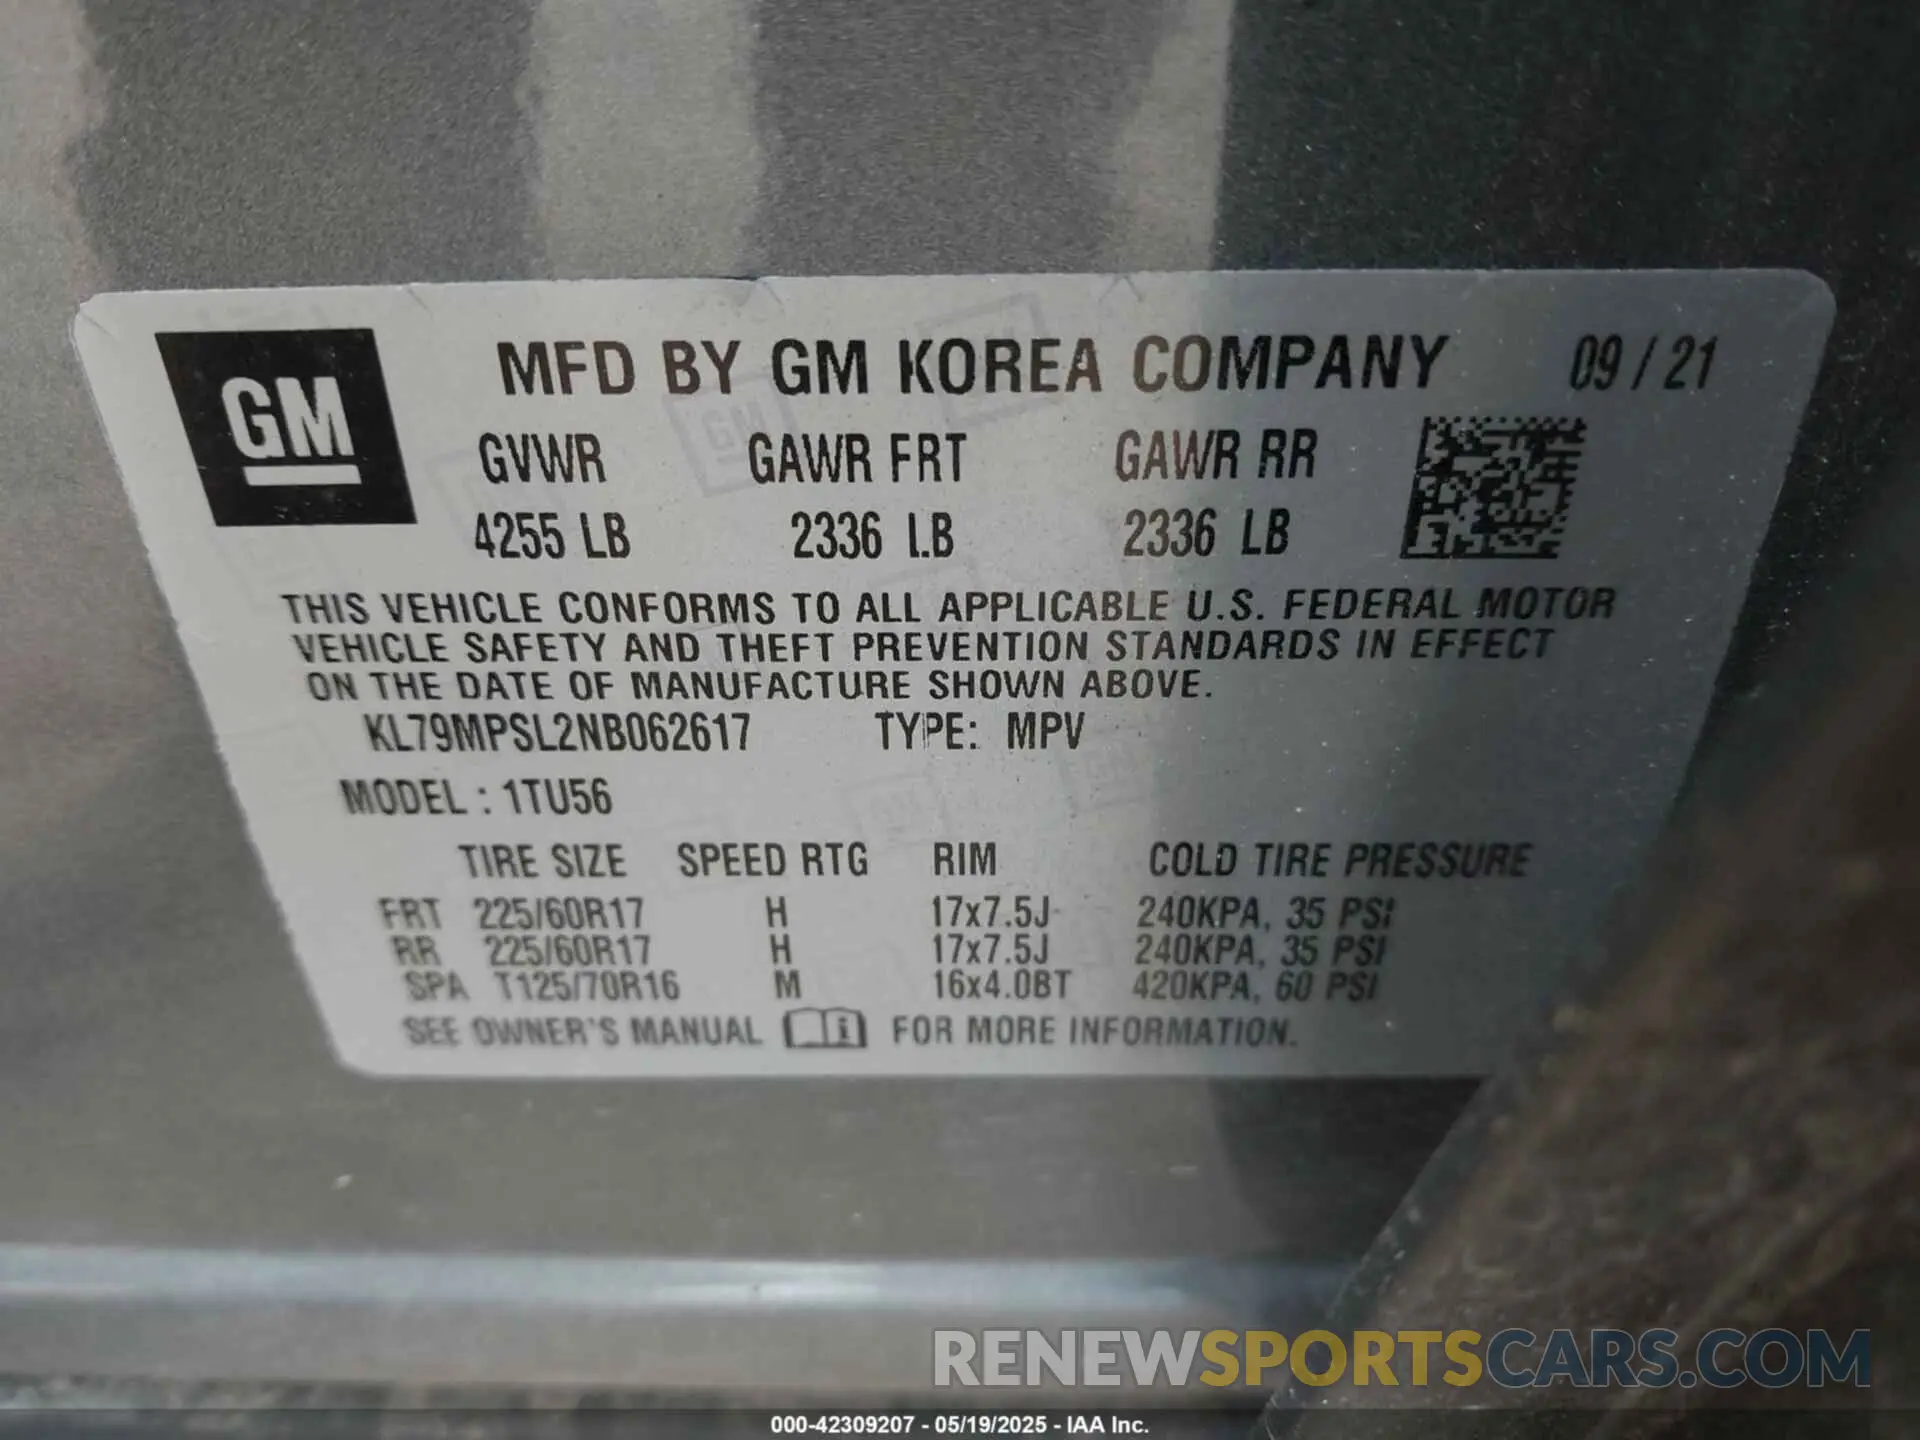 GM
MFD BY GM KOREA COMPANY 09 / 21
GVWR GAWR FRT GAWR RR
4255 LB 2336 LB 2336 LB
THIS VEHICLE CONFORMS TO ALL APPLICABLE U.S. FEDERAL MOTOR
VEHICLE SAFETY AND THEFT PREVENTION STANDARDS IN EFFECT
ON THE DATE OF MANUFACTURE SHOWN ABOVE.
KL79MPSL2NB062617 TYPE: MPV
MODEL : 1TU56
TIRE SIZE SPEED RTG RIM COLD TIRE PRESSURE
FRT 225/60R17 H 17x7.5J 240KPA, 35 PSI
RR 225/60R17 H 17x7.5J 240KPA, 35 PSI
SPA T125/70R16 M 16x4.0BT 420KPA, 60 PSI
SEE OWNER'S MANUAL i FOR MORE INFORMATION.
RENEWSPORTSCARS.COM
000-42309207 - 05/19/2025 - IAA Inc.